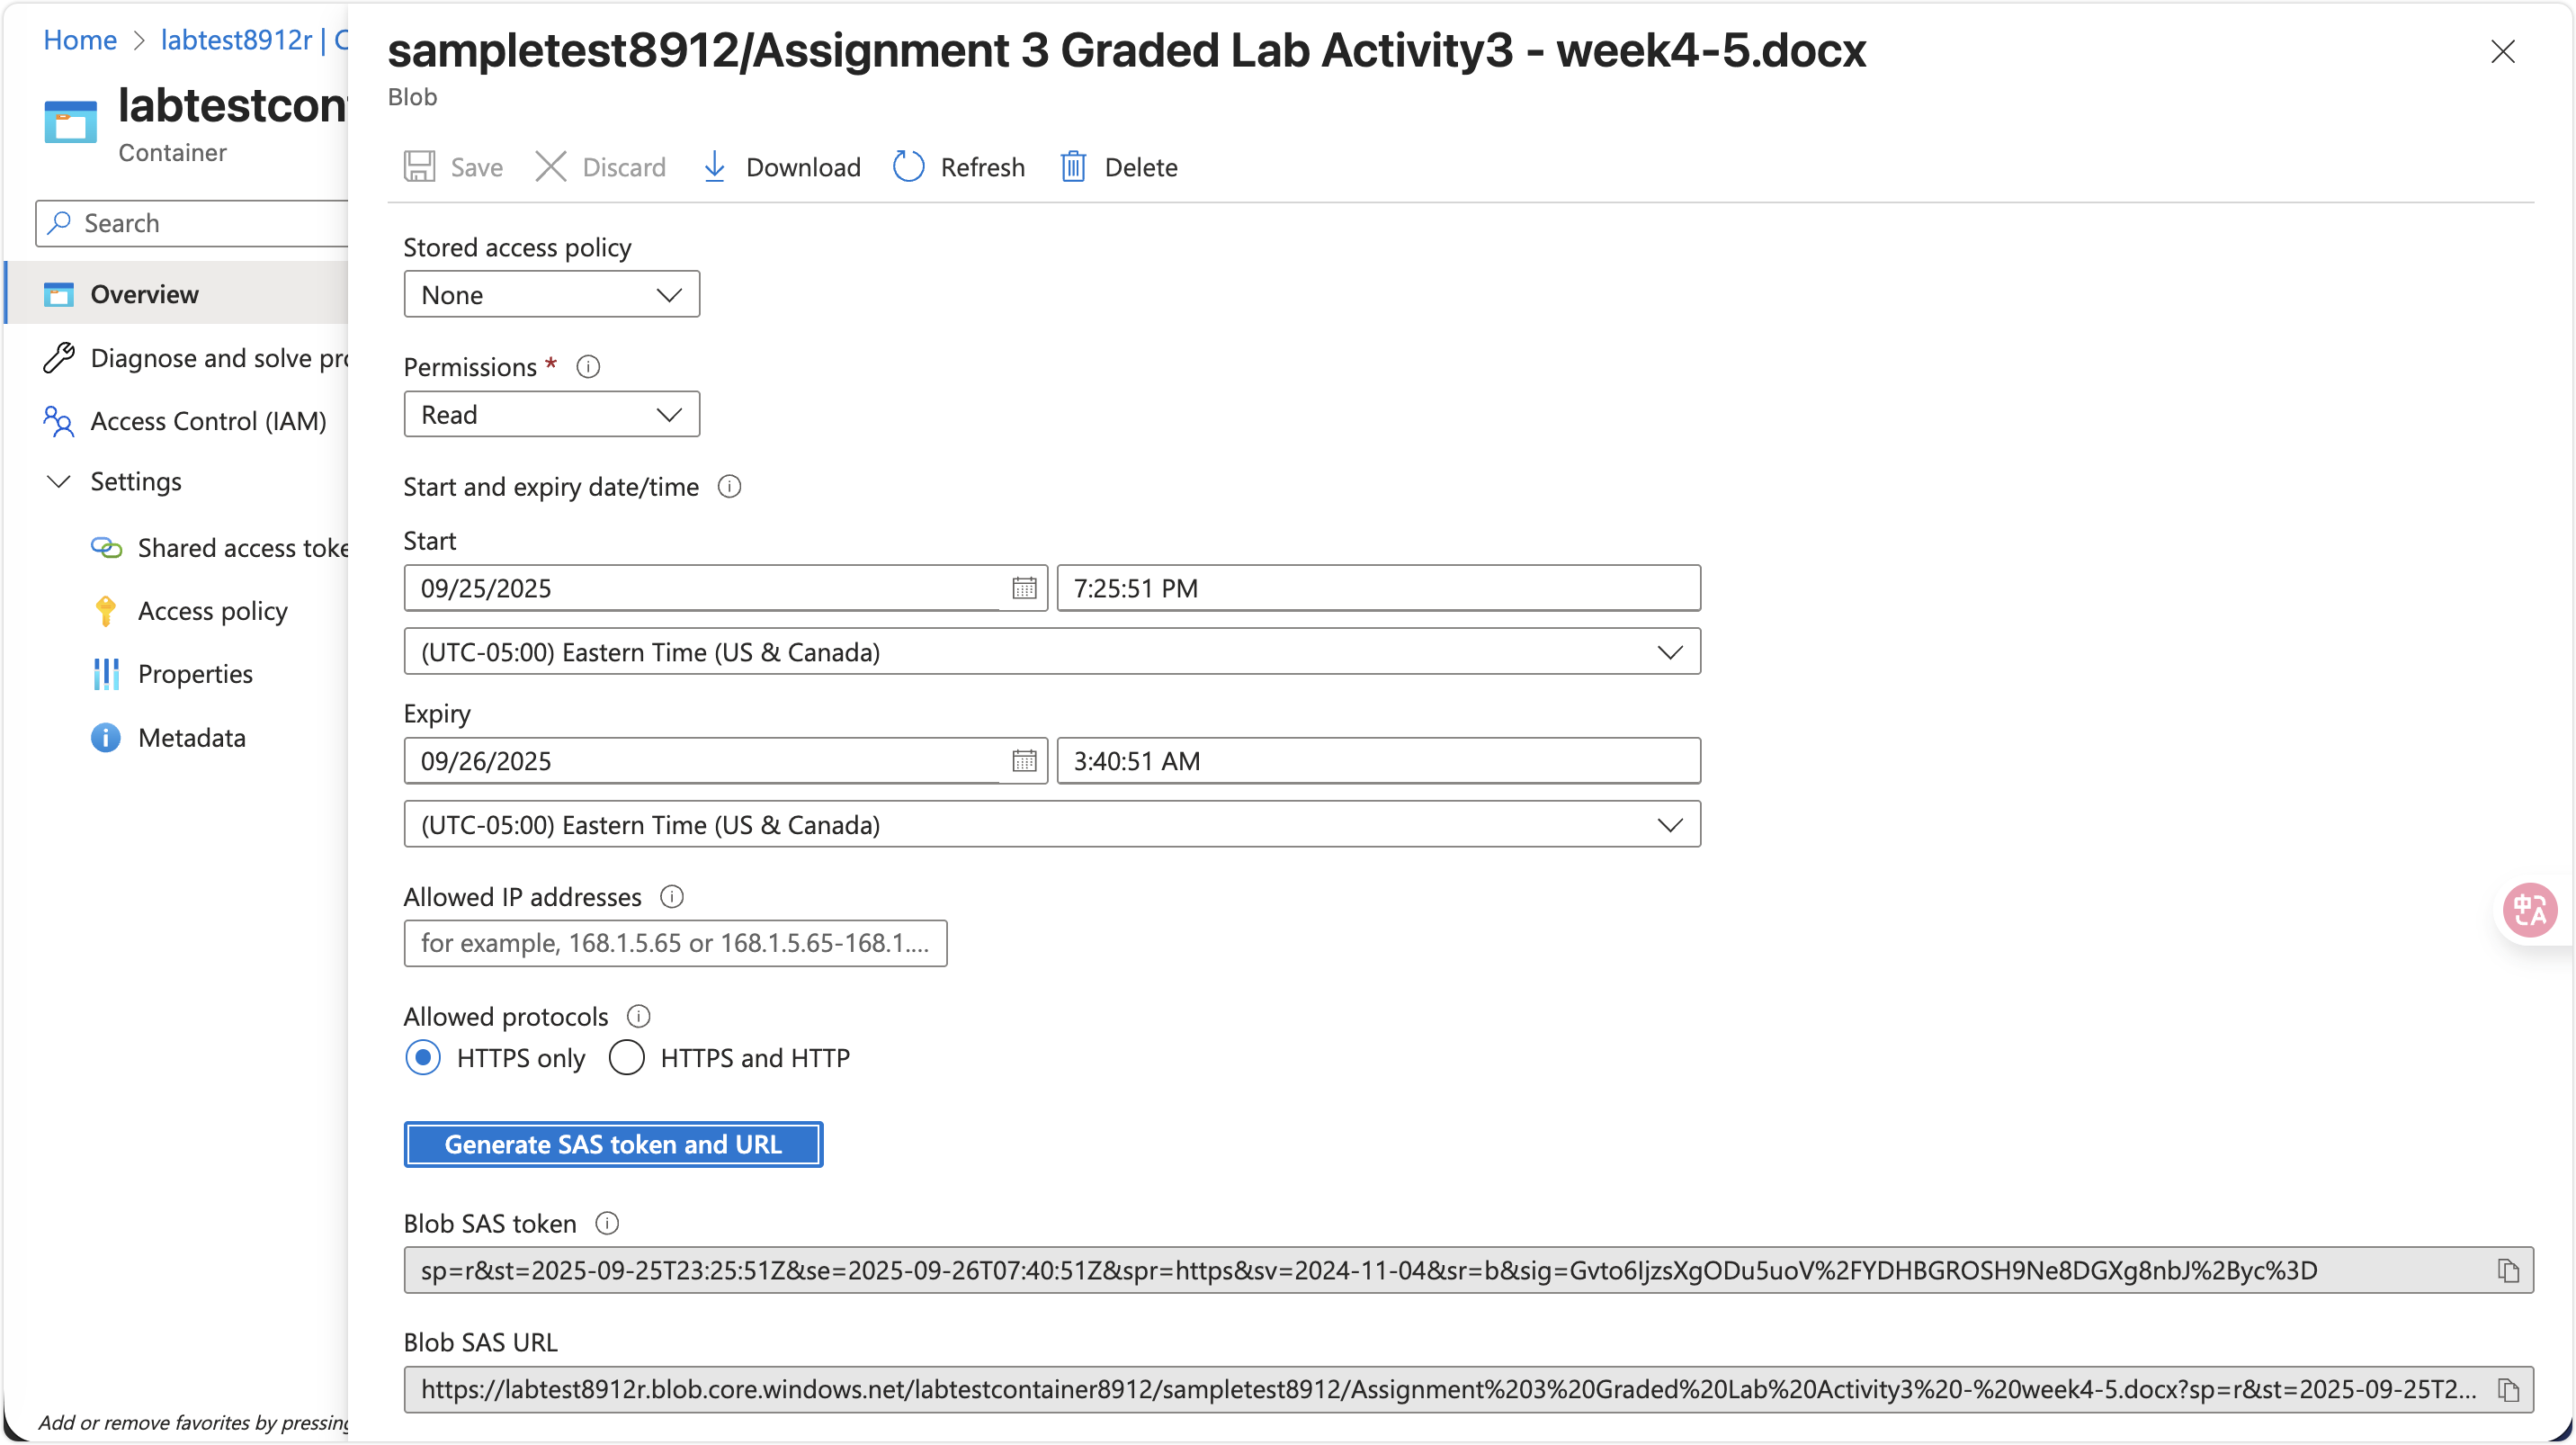 Home > labtest8912r | C
labtestcon
Container
Search
Overview
Diagnose and solve pro
Access Control (IAM)
Settings
Shared access toke
Access policy
Properties
Metadata
Add or remove favorites by pressing
sampletest8912/Assignment 3 Graded Lab Activity3 - week4-5.docx
Blob
Save Discard Download Refresh Delete
Stored access policy
None
Permissions *
Read
Start and expiry date/time
Start
09/25/2025 7:25:51 PM
(UTC-05:00) Eastern Time (US & Canada)
Expiry
09/26/2025 3:40:51 AM
(UTC-05:00) Eastern Time (US & Canada)
Allowed IP addresses
for example, 168.1.5.65 or 168.1.5.65-168.1....
Allowed protocols
HTTPS only HTTPS and HTTP
Generate SAS token and URL
Blob SAS token
sp=r&st=2025-09-25T23:25:51Z&se=2025-09-26T07:40:51Z&spr=https&sv=2024-11-04&sr=b&sig=Gvto6IjzsXgODu5uoV%2FYDHBGROSH9Ne8DGXg8nbJ%2Byc%3D
Blob SAS URL
https://labtest8912r.blob.core.windows.net/labtestcontainer8912/sampletest8912/Assignment%203%20Graded%20Lab%20Activity3%20-%20week4-5.docx?sp=r&st=2025-09-25T2...
中A